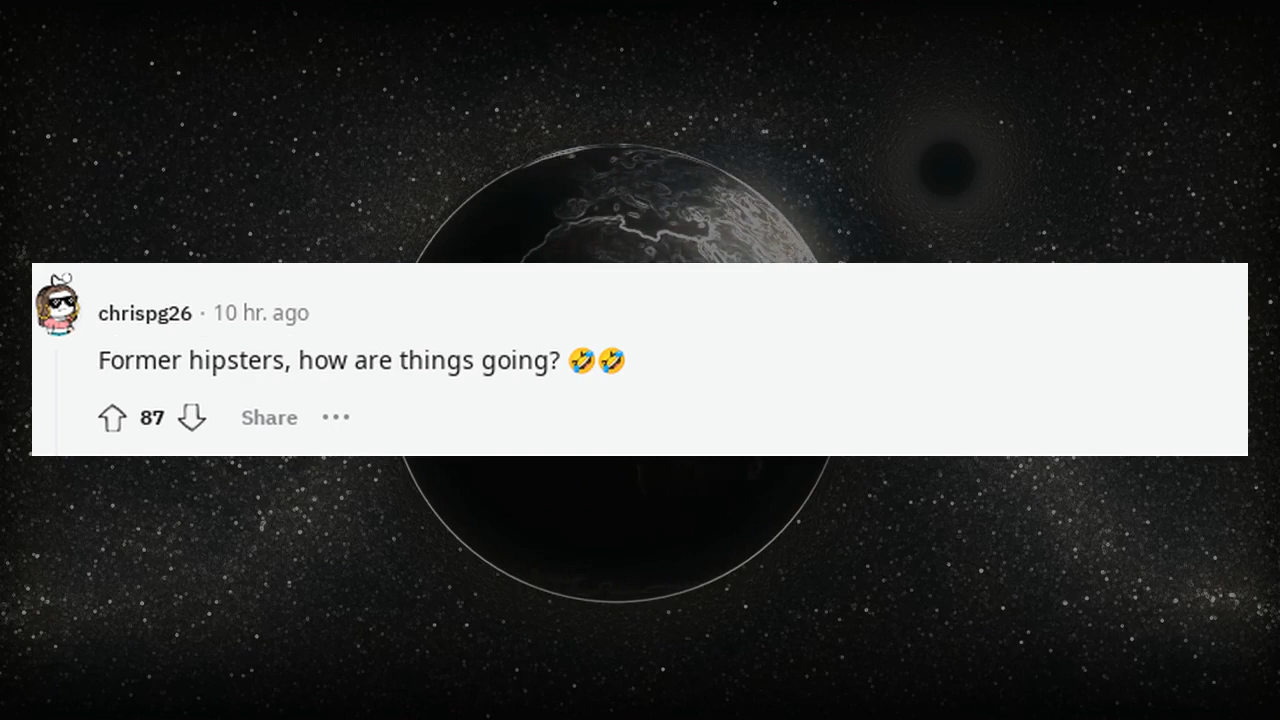 chrispg26 · 10 hr. ago
Former hipsters, how are things going? 🤣🤣
87 Share •••